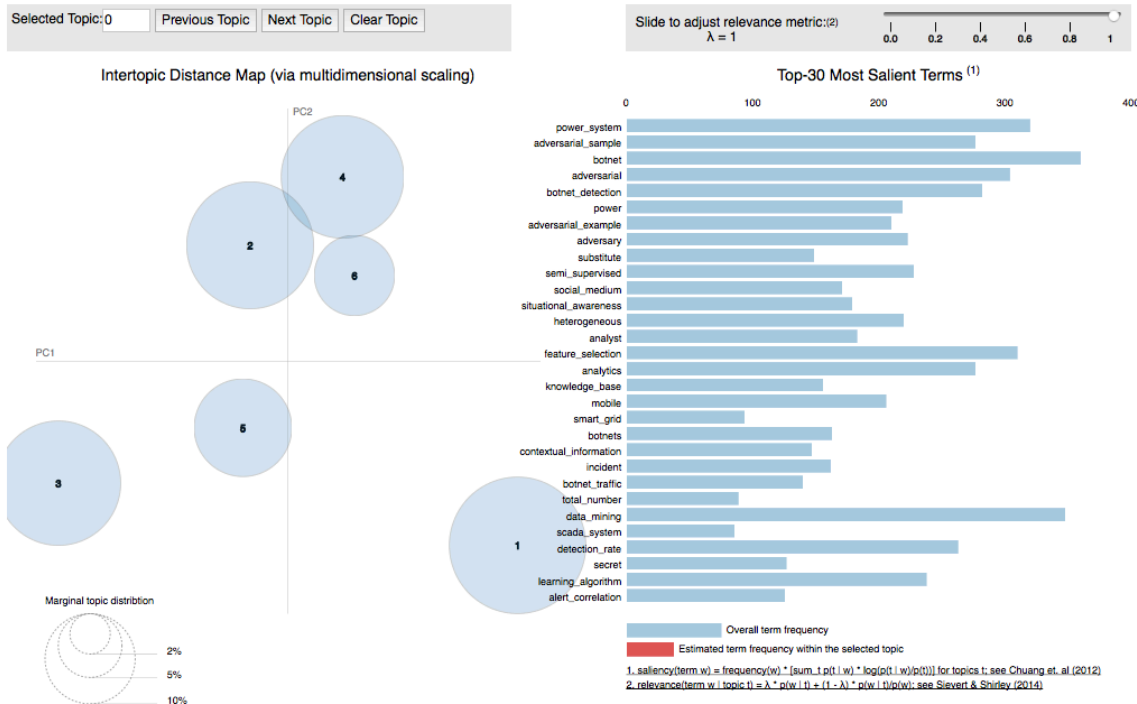 Selected Topic: 0 Previous Topic Next Topic Clear Topic
Slide to adjust relevance metric:(2)
λ = 1
0.0 0.2 0.4 0.6 0.8 1
Intertopic Distance Map (via multidimensional scaling)
PC2
PC1
4
2
6
5
3
1
Marginal topic distribtion
2%
5%
10%
Top-30 Most Salient Terms (1)
0 100 200 300 400
power_system
adversarial_sample
botnet
adversarial
botnet_detection
power
adversarial_example
adversary
substitute
semi_supervised
social_medium
situational_awareness
heterogeneous
analyst
feature_selection
analytics
knowledge_base
mobile
smart_grid
botnets
contextual_information
incident
botnet_traffic
total_number
data_mining
scada_system
detection_rate
secret
learning_algorithm
alert_correlation
Overall term frequency
Estimated term frequency within the selected topic
1. saliency(term w) = frequency(w) * [sum_t p(t | w) * log(p(t | w)/p(t))] for topics t; see Chuang et. al (2012)
2. relevance(term w | topic t) = λ * p(w | t) + (1 - λ) * p(w | t)/p(w); see Sievert & Shirley (2014)